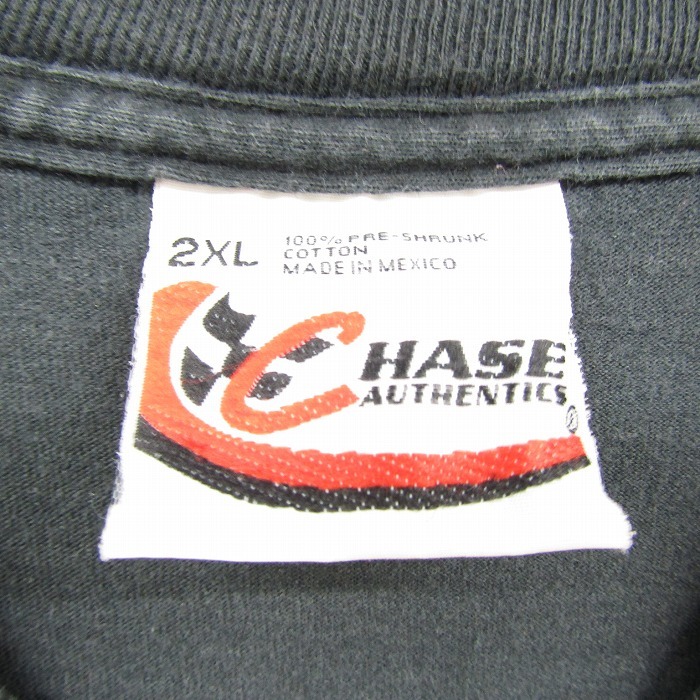 2XL
100% PRE-SHRUNK
COTTON
MADE IN MEXICO
CHASE
AUTHENTICS
®